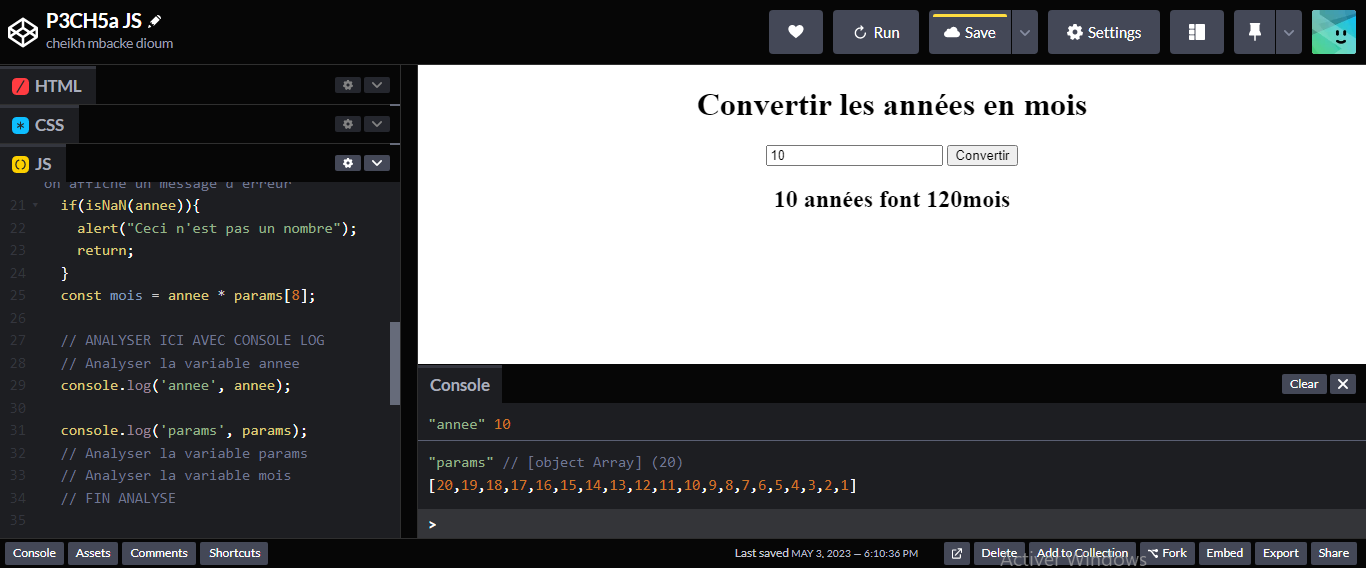 P3CH5a JS
cheikh mbacke dioum
Run
Save
Settings
HTML
CSS
JS
on affiche un message d'erreur
21 if(isNaN(annee)){
22 alert("Ceci n'est pas un nombre");
23 return;
24 }
25 const mois = annee * params[8];
26
27 // ANALYSER ICI AVEC CONSOLE LOG
28 // Analyser la variable annee
29 console.log('annee', annee);
30
31 console.log('params', params);
32 // Analyser la variable params
33 // Analyser la variable mois
34 // FIN ANALYSE
35
Convertir les années en mois
10 Convertir
10 années font 120mois
Console
Clear
"annee" 10
"params" // [object Array] (20)
[20,19,18,17,16,15,14,13,12,11,10,9,8,7,6,5,4,3,2,1]
>
Console Assets Comments Shortcuts
Last saved MAY 3, 2023 — 6:10:36 PM
Delete Add to Collection Fork Embed Export Share
Activer Windows